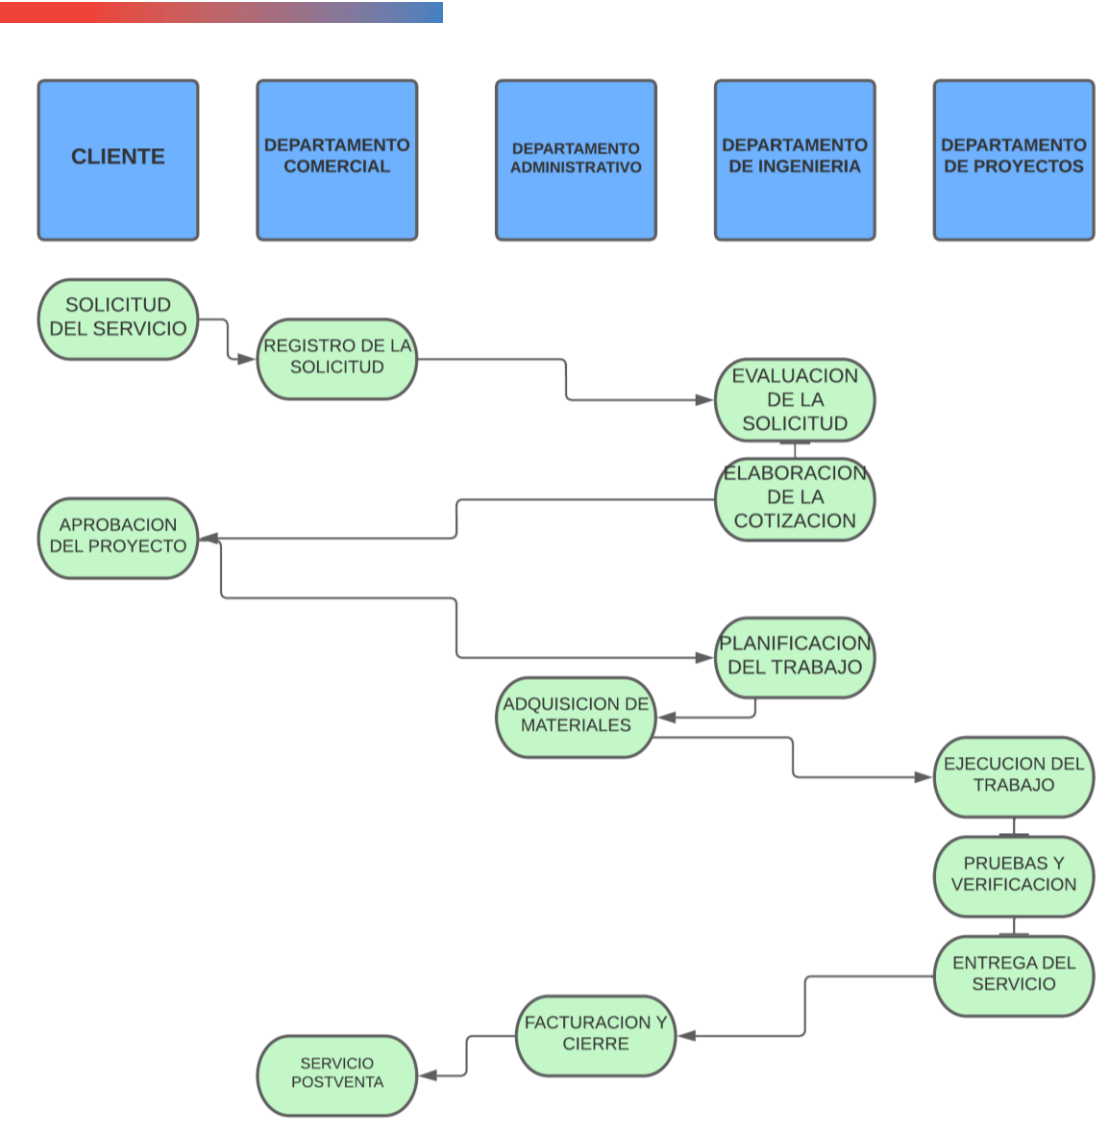 CLIENTE
DEPARTAMENTO
COMERCIAL
DEPARTAMENTO
ADMINISTRATIVO
DEPARTAMENTO
DE INGENIERIA
DEPARTAMENTO
DE PROYECTOS
SOLICITUD
DEL SERVICIO
REGISTRO DE LA
SOLICITUD
EVALUACION
DE LA
SOLICITUD
ELABORACION
DE LA
COTIZACION
APROBACION
DEL PROYECTO
PLANIFICACION
DEL TRABAJO
ADQUISICION DE
MATERIALES
EJECUCION DEL
TRABAJO
PRUEBAS Y
VERIFICACION
ENTREGA DEL
SERVICIO
FACTURACION Y
CIERRE
SERVICIO
POSTVENTA